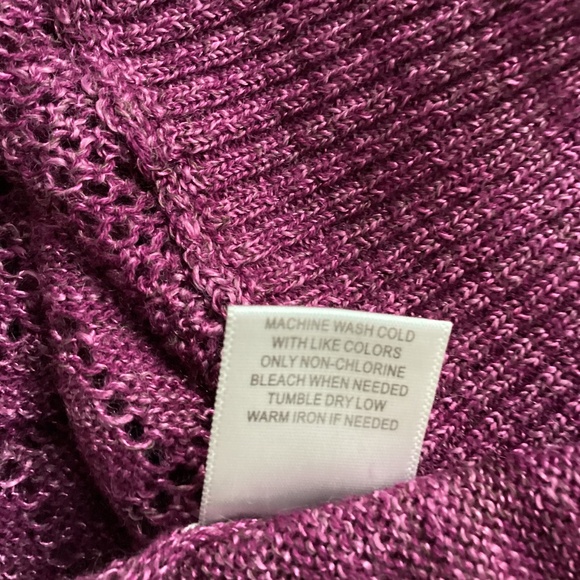 MACHINE WASH COLD
WITH LIKE COLORS
ONLY NON-CHLORINE
BLEACH WHEN NEEDED
TUMBLE DRY LOW
WARM IRON IF NEEDED